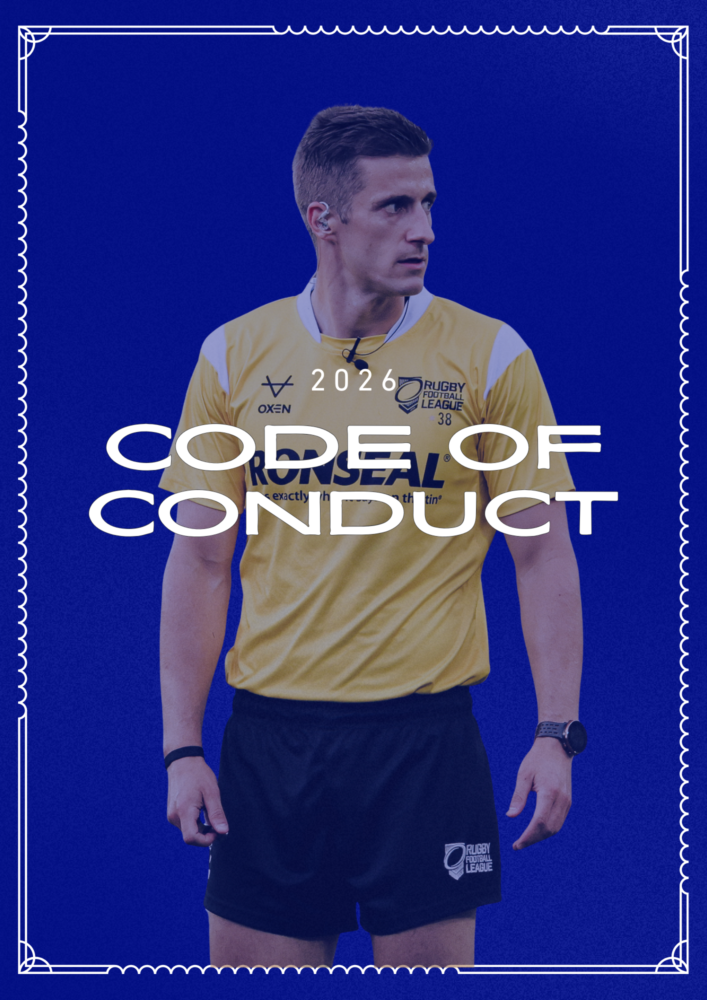 2026
OXEN
RUGBY
FOOTBALL
LEAGUE
38
CODE OF
RONSEAL®
exactly
tin®
CONDUCT
RUGBY
FOOTBALL
LEAGUE